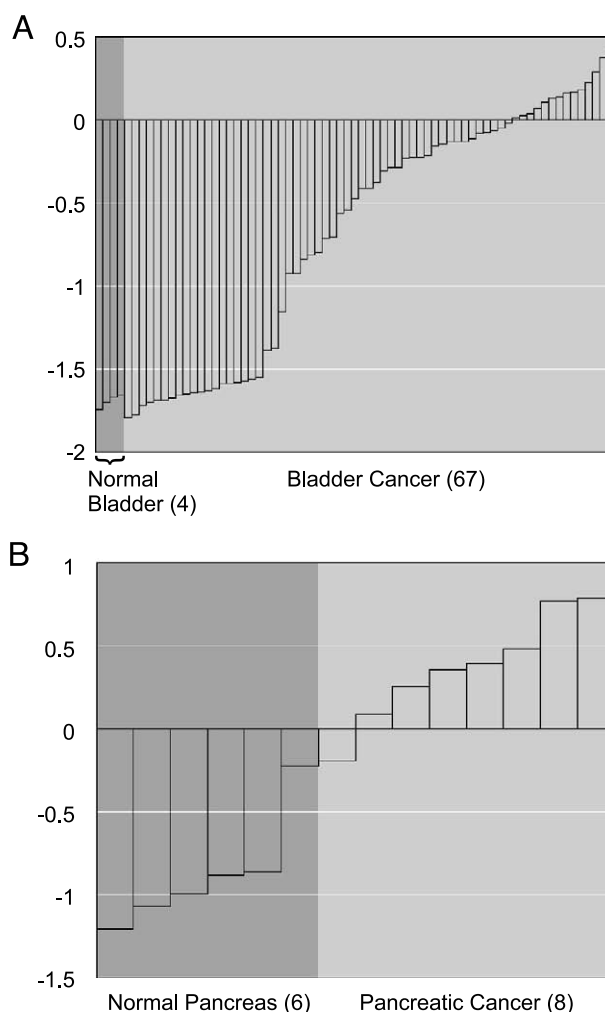 A
0.5
0
-0.5
-1
-1.5
-2
Normal
Bladder (4)
Bladder Cancer (67)
B
1
0.5
0
-0.5
-1
-1.5
Normal Pancreas (6)
Pancreatic Cancer (8)